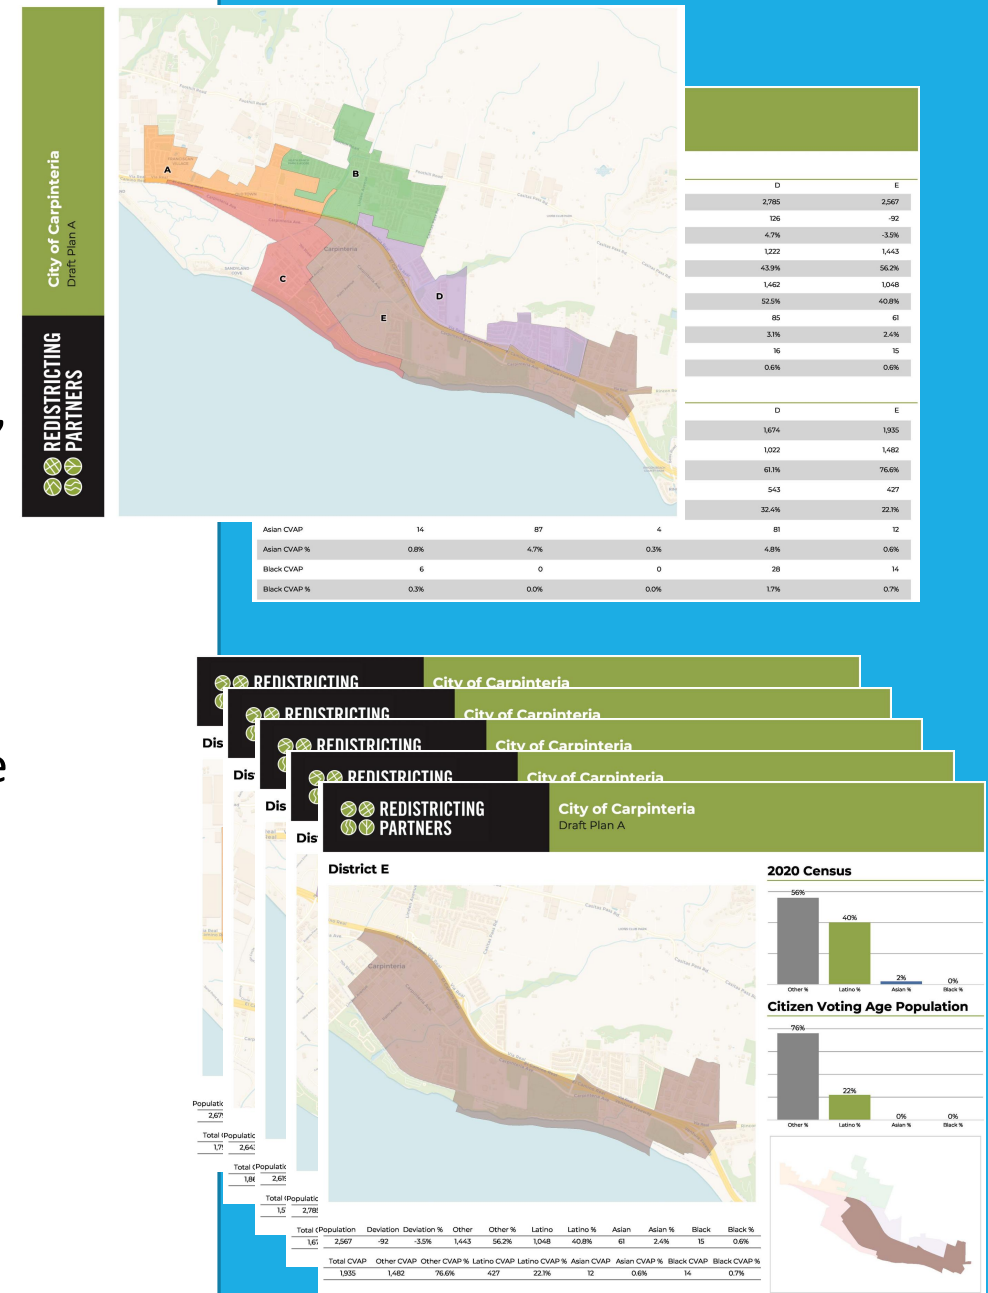 City of Carpinteria
Draft Plan A
REDISTRICTING
PARTNERS
A
B
C
D
E
Carpinteria
D E
2,785 2,567
126 -92
4.7% -3.5%
1,222 1,443
43.9% 56.2%
1,462 1,048
52.5% 40.8%
85 61
3.1% 2.4%
16 15
0.6% 0.6%
D E
1,674 1,935
1,022 1,482
61.1% 76.6%
543 427
32.4% 22.1%
Asian CVAP 14 87 4 81 12
Asian CVAP % 0.8% 4.7% 0.3% 4.8% 0.6%
Black CVAP 6 0 0 28 14
Black CVAP % 0.3% 0.0% 0.0% 1.7% 0.7%
,
e
REDISTRICTING
City of Carpinteria
Dis
REDISTRICTING
City of Carpinteria
Dis
REDISTRICTING
City of Carpinteria
Dis
REDISTRICTING
City of Carpinteria
Dis
REDISTRICTING
PARTNERS
City of Carpinteria
Draft Plan A
District E
Carpinteria
2020 Census
56%
40%
2%
0%
Other % Latino % Asian % Black %
Citizen Voting Age Population
76%
22%
0%
0%
Other % Latino % Asian % Black %
Population Deviation Deviation % Other Other % Latino Latino % Asian Asian % Black Black %
2,567 -92 -3.5% 1,443 56.2% 1,048 40.8% 61 2.4% 15 0.6%
Total CVAP Other CVAP Other CVAP % Latino CVAP Latino CVAP % Asian CVAP Asian CVAP % Black CVAP Black CVAP %
1,935 1,482 76.6% 427 22.1% 12 0.6% 14 0.7%